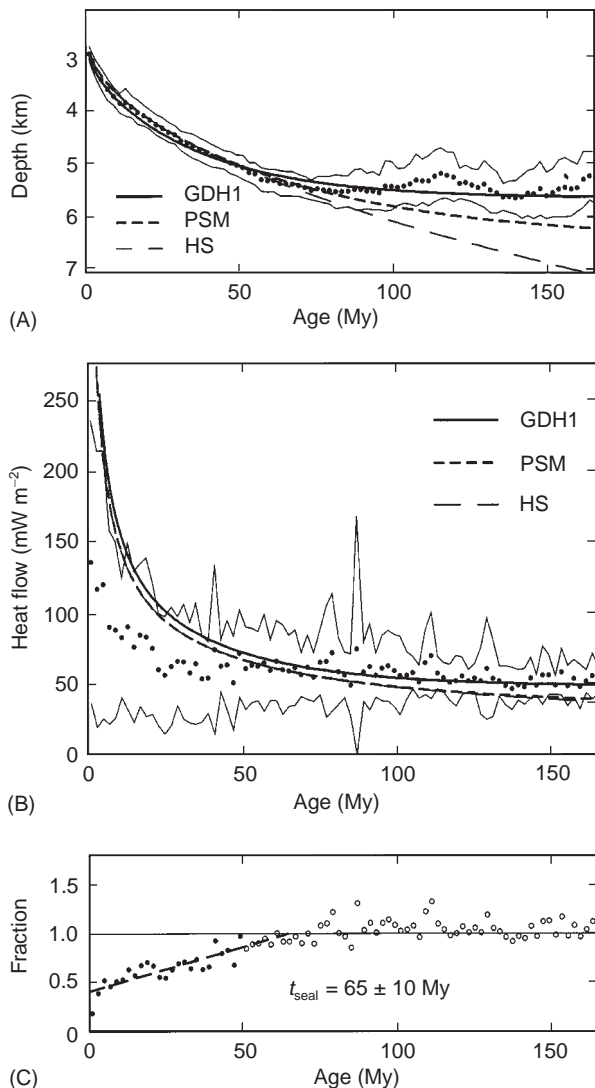 3
4
5
6
7
Depth (km)
GDH1
PSM
HS
0 50 100 150
Age (My)
(A)
250
200
150
100
50
0
Heat flow (mW m⁻²)
GDH1
PSM
HS
0 50 100 150
Age (My)
(B)
1.5
1.0
0.5
0
Fraction
t_seal = 65 ± 10 My
0 50 100 150
Age (My)
(C)